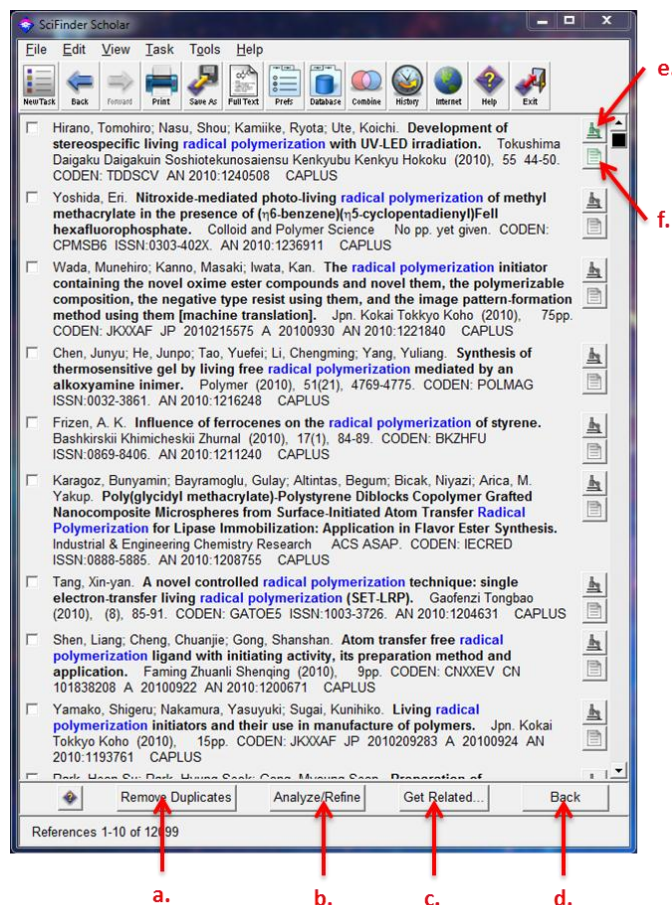 SciFinder Scholar
File Edit View Task Tools Help
NewTask Back Forward Print Save As Full Text Prefs Database Combine History Internet Help Exit
e.
Hirano, Tomohiro; Nasu, Shou; Kamiike, Ryota; Ute, Koichi. Development of
stereospecific living radical polymerization with UV-LED irradiation. Tokushima
Daigaku Daigakuin Soshiotekunosaiensu Kenkyubu Kenkyu Hokoku (2010), 55 44-50.
CODEN: TDDSCV AN 2010:1240508 CAPLUS
f.
Yoshida, Eri. Nitroxide-mediated photo-living radical polymerization of methyl
methacrylate in the presence of (η6-benzene)(η5-cyclopentadienyl)FeII
hexafluorophosphate. Colloid and Polymer Science No pp. yet given. CODEN:
CPMSB6 ISSN:0303-402X. AN 2010:1236911 CAPLUS
Wada, Munehiro; Kanno, Masaki; Iwata, Kan. The radical polymerization initiator
containing the novel oxime ester compounds and novel them, the polymerizable
composition, the negative type resist using them, and the image pattern-formation
method using them [machine translation]. Jpn. Kokai Tokkyo Koho (2010), 75pp.
CODEN: JKXXAF JP 2010215575 A 20100930 AN 2010:1221840 CAPLUS
Chen, Junyu; He, Junpo; Tao, Yuefei; Li, Chengming; Yang, Yuliang. Synthesis of
thermosensitive gel by living free radical polymerization mediated by an
alkoxyamine inimer. Polymer (2010), 51(21), 4769-4775. CODEN: POLMAG
ISSN:0032-3861. AN 2010:1216248 CAPLUS
Frizen, A. K. Influence of ferrocenes on the radical polymerization of styrene.
Bashkirskii Khimicheskii Zhurnal (2010), 17(1), 84-89. CODEN: BKZHFU
ISSN:0869-8406. AN 2010:1211240 CAPLUS
Karagoz, Bunyamin; Bayramoglu, Gulay; Altintas, Begum; Bicak, Niyazi; Arica, M.
Yakup. Poly(glycidyl methacrylate)-Polystyrene Diblocks Copolymer Grafted
Nanocomposite Microspheres from Surface-Initiated Atom Transfer Radical
Polymerization for Lipase Immobilization: Application in Flavor Ester Synthesis.
Industrial & Engineering Chemistry Research ACS ASAP. CODEN: IECRED
ISSN:0888-5885. AN 2010:1208755 CAPLUS
Tang, Xin-yan. A novel controlled radical polymerization technique: single
electron-transfer living radical polymerization (SET-LRP). Gaofenzi Tongbao
(2010), (8), 85-91. CODEN: GATOE5 ISSN:1003-3726. AN 2010:1204631 CAPLUS
Shen, Liang; Cheng, Chuanjie; Gong, Shanshan. Atom transfer free radical
polymerization ligand with initiating activity, its preparation method and
application. Faming Zhuanli Shenqing (2010), 9pp. CODEN: CNXXEV CN
101838208 A 20100922 AN 2010:1200671 CAPLUS
Yamako, Shigeru; Nakamura, Yasuyuki; Sugai, Kunihiko. Living radical
polymerization initiators and their use in manufacture of polymers. Jpn. Kokai
Tokkyo Koho (2010), 15pp. CODEN: JKXXAF JP 2010209283 A 20100924 AN
2010:1193761 CAPLUS
Remove Duplicates Analyze/Refine Get Related... Back
References 1-10 of
a. b. c. d.